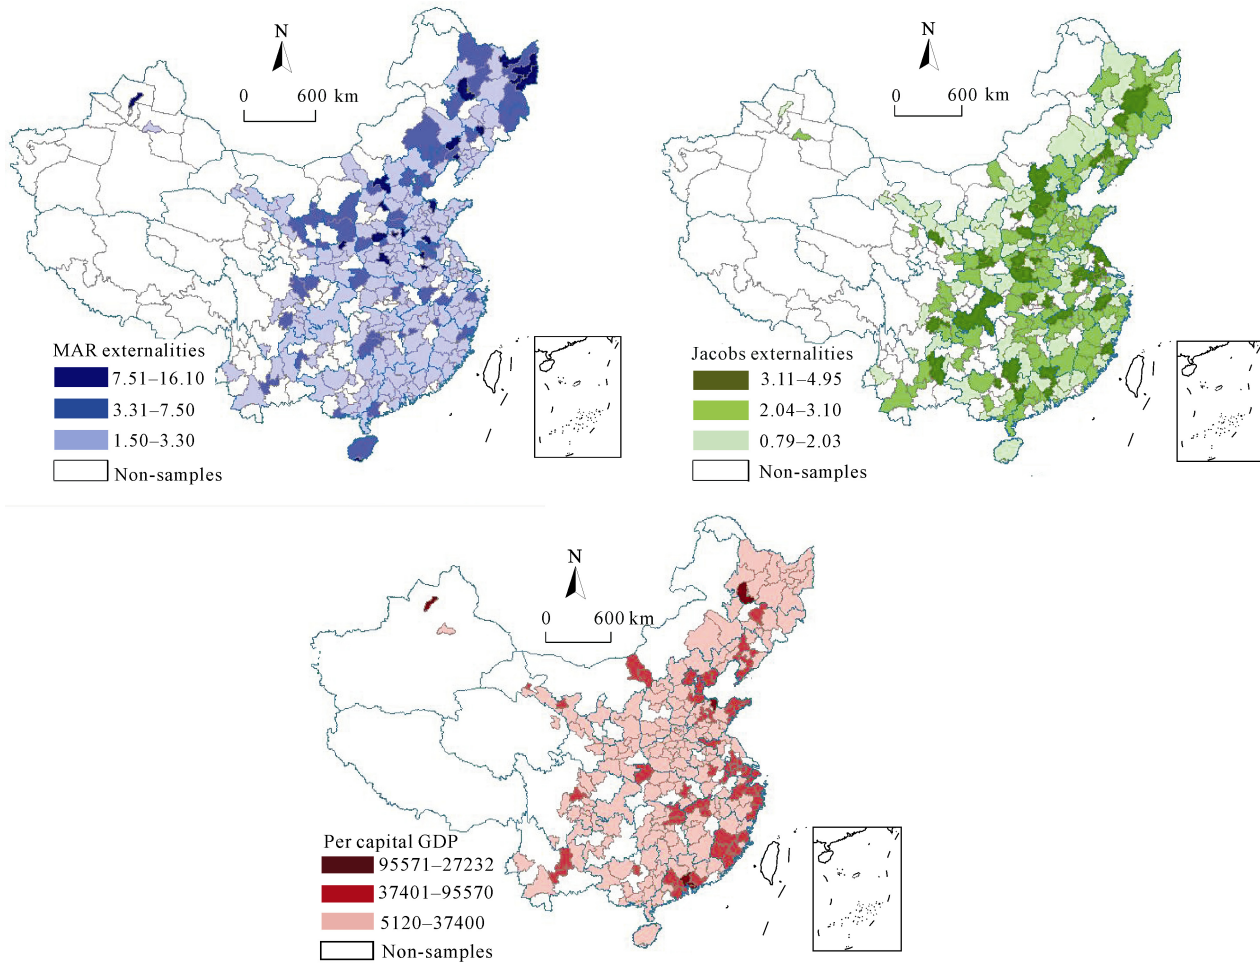 N
0 600 km
MAR externalities
7.51–16.10
3.31–7.50
1.50–3.30
Non-samples
N
0 600 km
Jacobs externalities
3.11–4.95
2.04–3.10
0.79–2.03
Non-samples
N
0 600 km
Per capital GDP
95571–27232
37401–95570
5120–37400
Non-samples